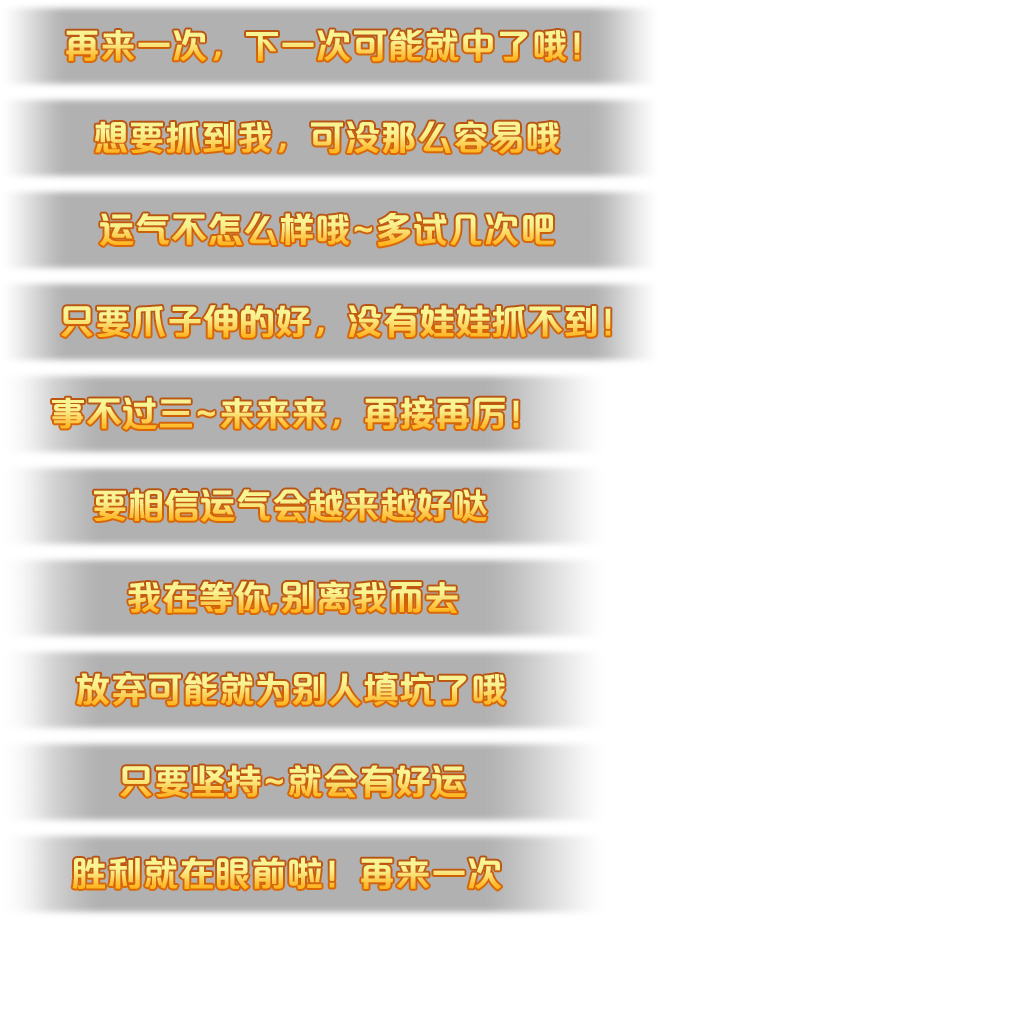 再来一次，下一次可能就中了哦!
想要抓到我，可没那么容易哦
运气不怎么样哦~多试几次吧
只要爪子伸的好，没有娃娃抓不到!
事不过三~来来来，再接再厉!
要相信运气会越来越好哒
我在等你,别离我而去
放弃可能就为别人填坑了哦
只要坚持~就会有好运
胜利就在眼前啦！再来一次